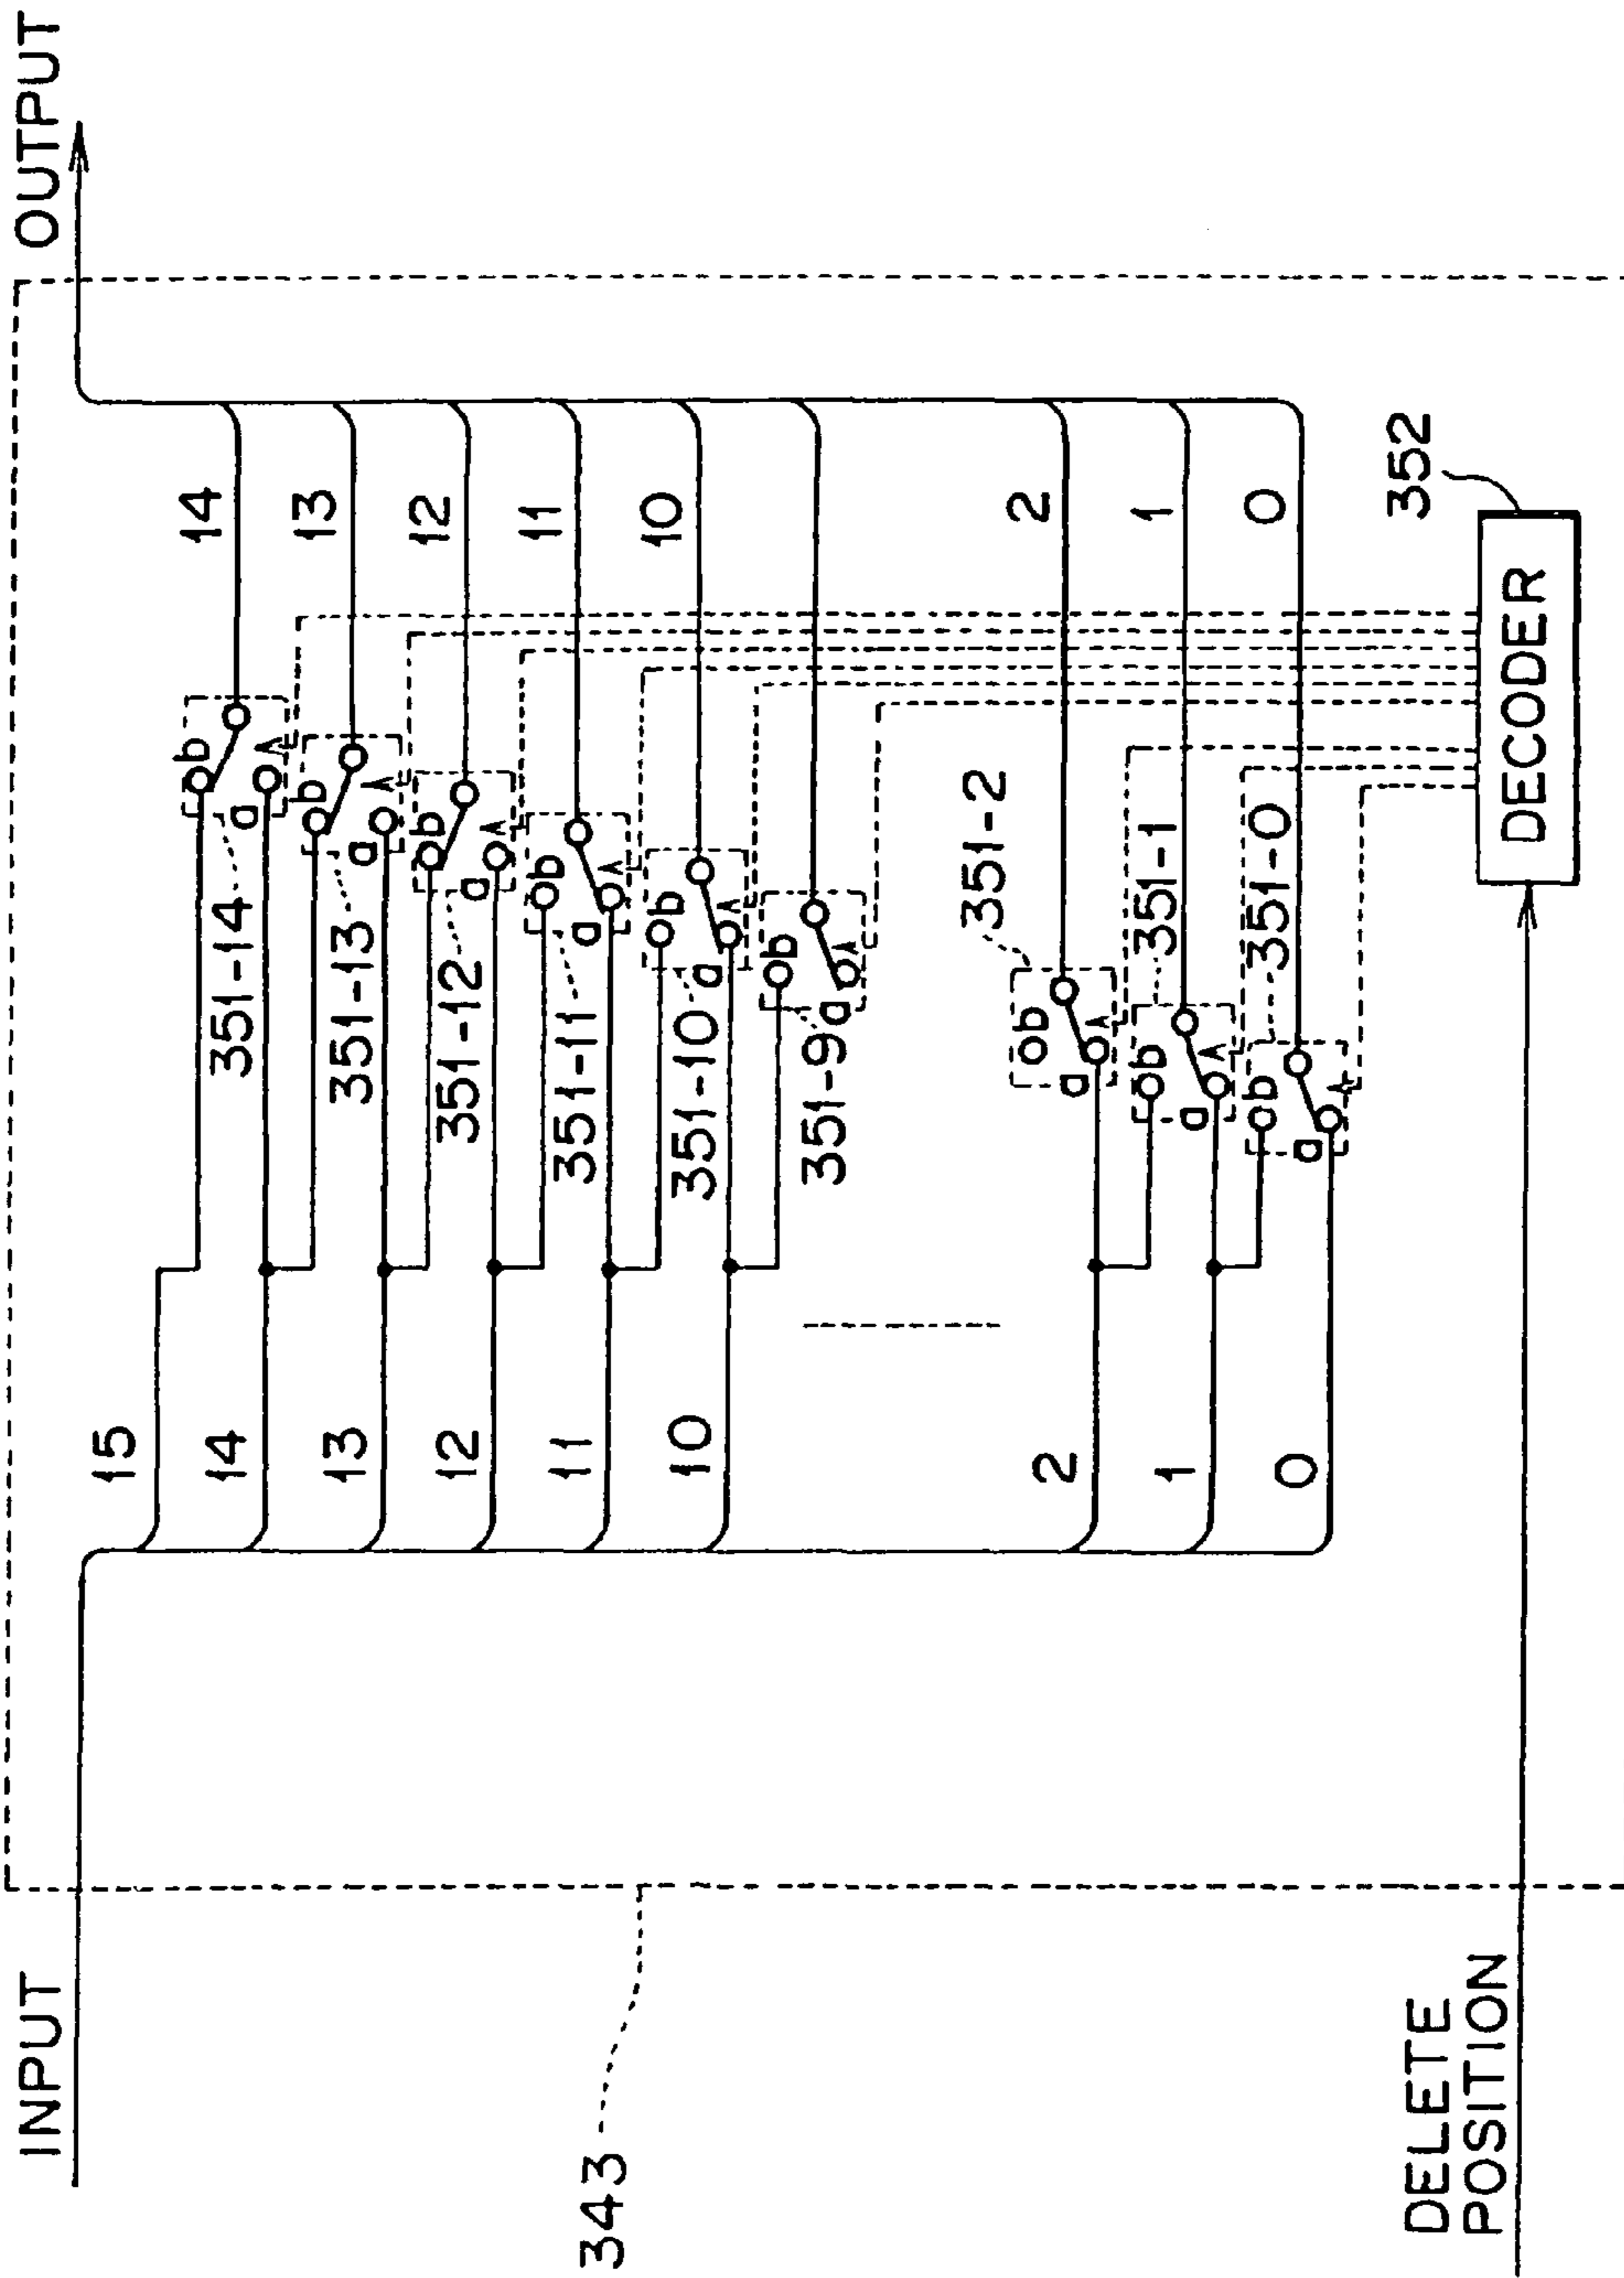 INPUT
OUTPUT
343
15
14
13
12
11
10
2
1
0
b
a
351-14
b
a
351-13
b
a
351-12
b
a
351-11
b
a
351-10
b
a
351-9
b
a
351-2
b
a
351-1
b
a
351-0
14
13
12
11
10
2
1
0
352
DECODER
DELETE
POSITION